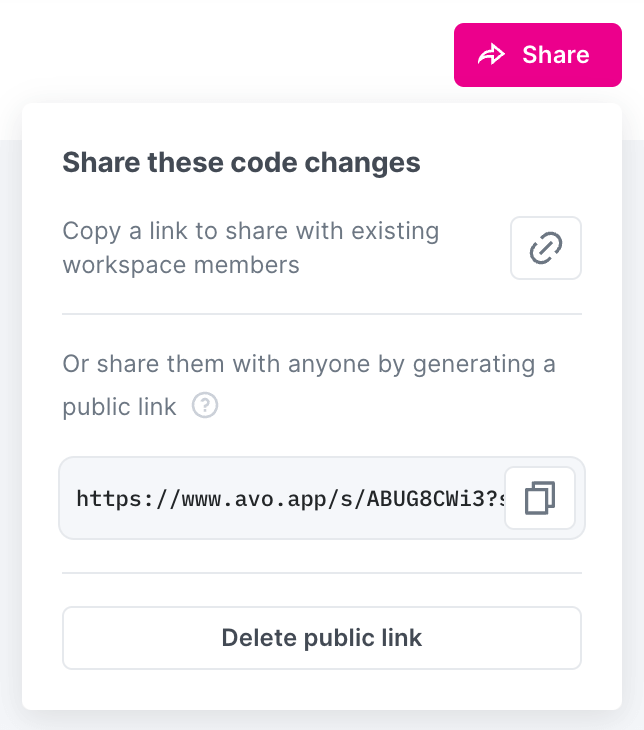 Share
Share these code changes
Copy a link to share with existing
workspace members
Or share them with anyone by generating a
public link ?
https://www.avo.app/s/ABUG8CWi3?s
Delete public link